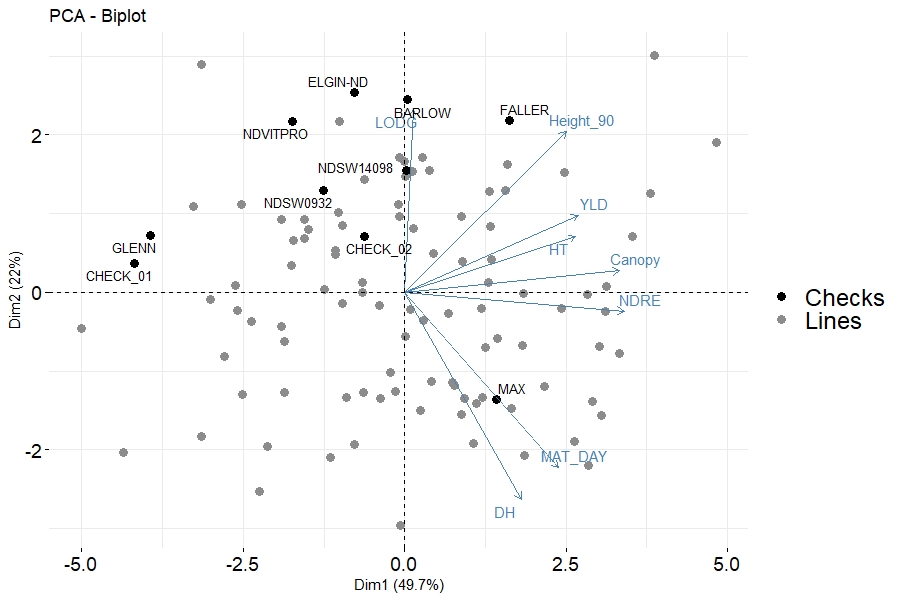 PCA - Biplot
ELGIN-ND
BARLOW
FALLER
LODG
Height_90
NDVITPRO
2
NDSW14098
NDSW0932
YLD
GLENN
CHECK_02
HT
CHECK_01
Canopy
Dim2 (22%)
0
NDRE
Checks
Lines
MAX
-2
MAT_DAY
DH
-5.0 -2.5 0.0 2.5 5.0
Dim1 (49.7%)